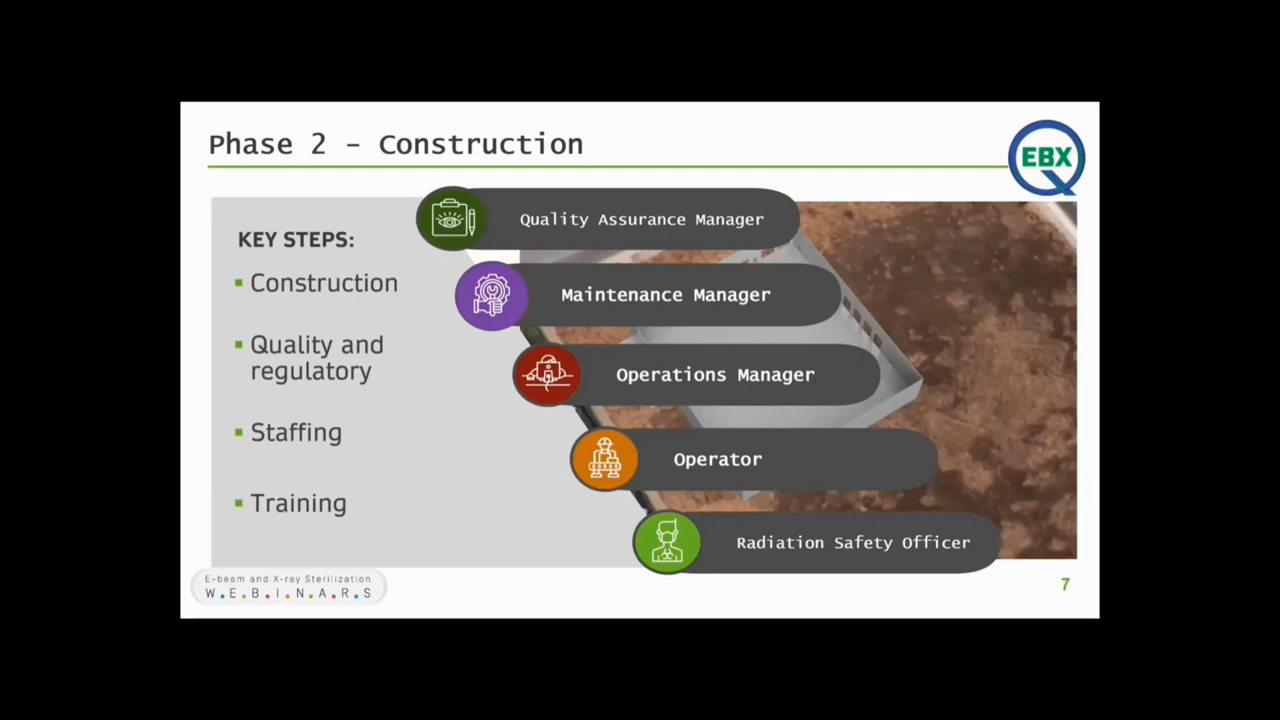 Phase 2 – Construction
EBX
KEY STEPS:
▪ Construction
▪ Quality and
regulatory
▪ Staffing
▪ Training
Quality Assurance Manager
Maintenance Manager
Operations Manager
Operator
Radiation Safety Officer
E-beam and X-ray Sterilization
W.E.B.I.N.A.R.S
7